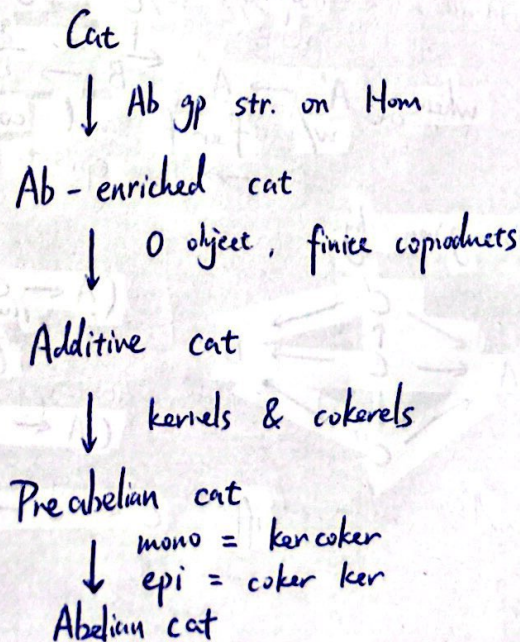 Cat
↓ Ab gp str. on Hom
Ab-enriched cat
↓ 0 object, finite coproducts
Additive cat
↓ kernels & cokerels
Preabelian cat
mono = ker coker
↓ epi = coker ker
Abelian cat